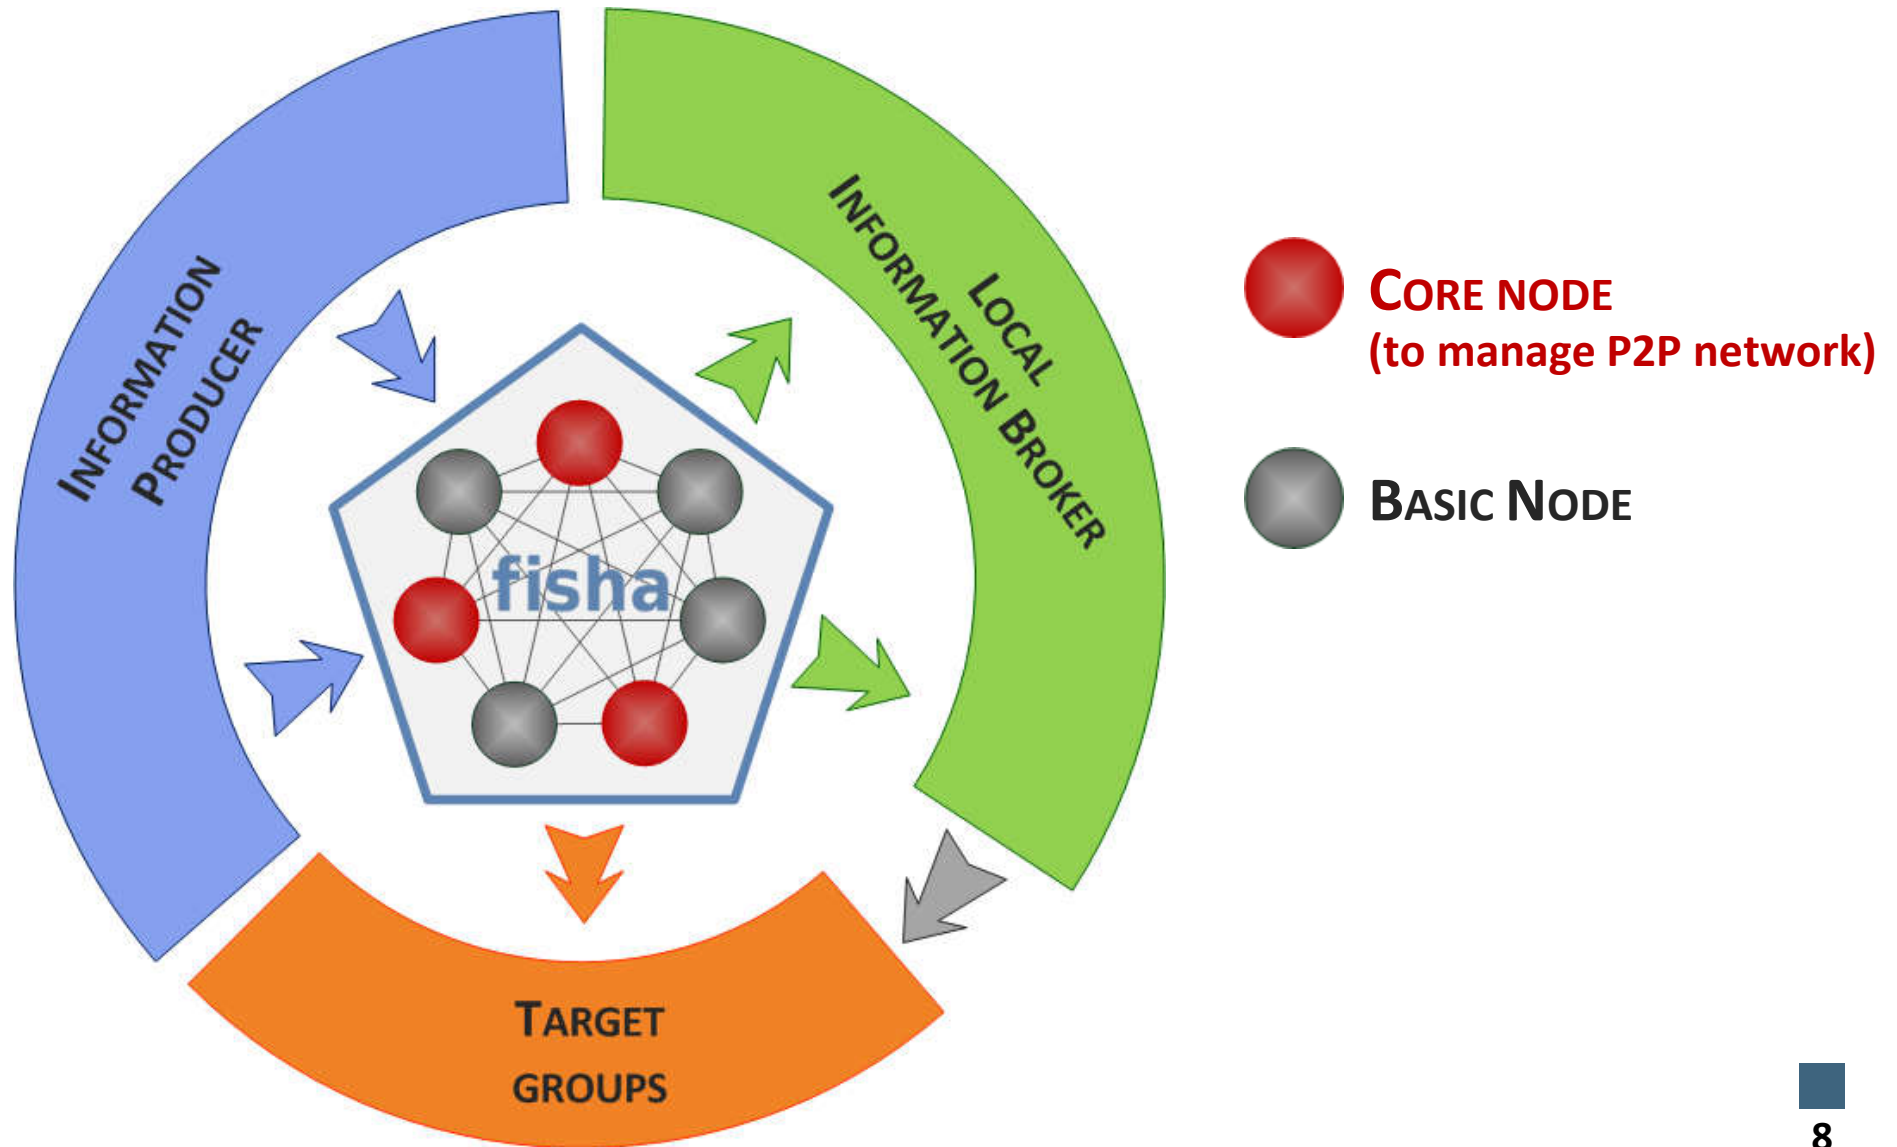 INFORMATION
PRODUCER
LOCAL
INFORMATION BROKER
CORE NODE
(to manage P2P network)
BASIC NODE
fisha
TARGET
GROUPS
8